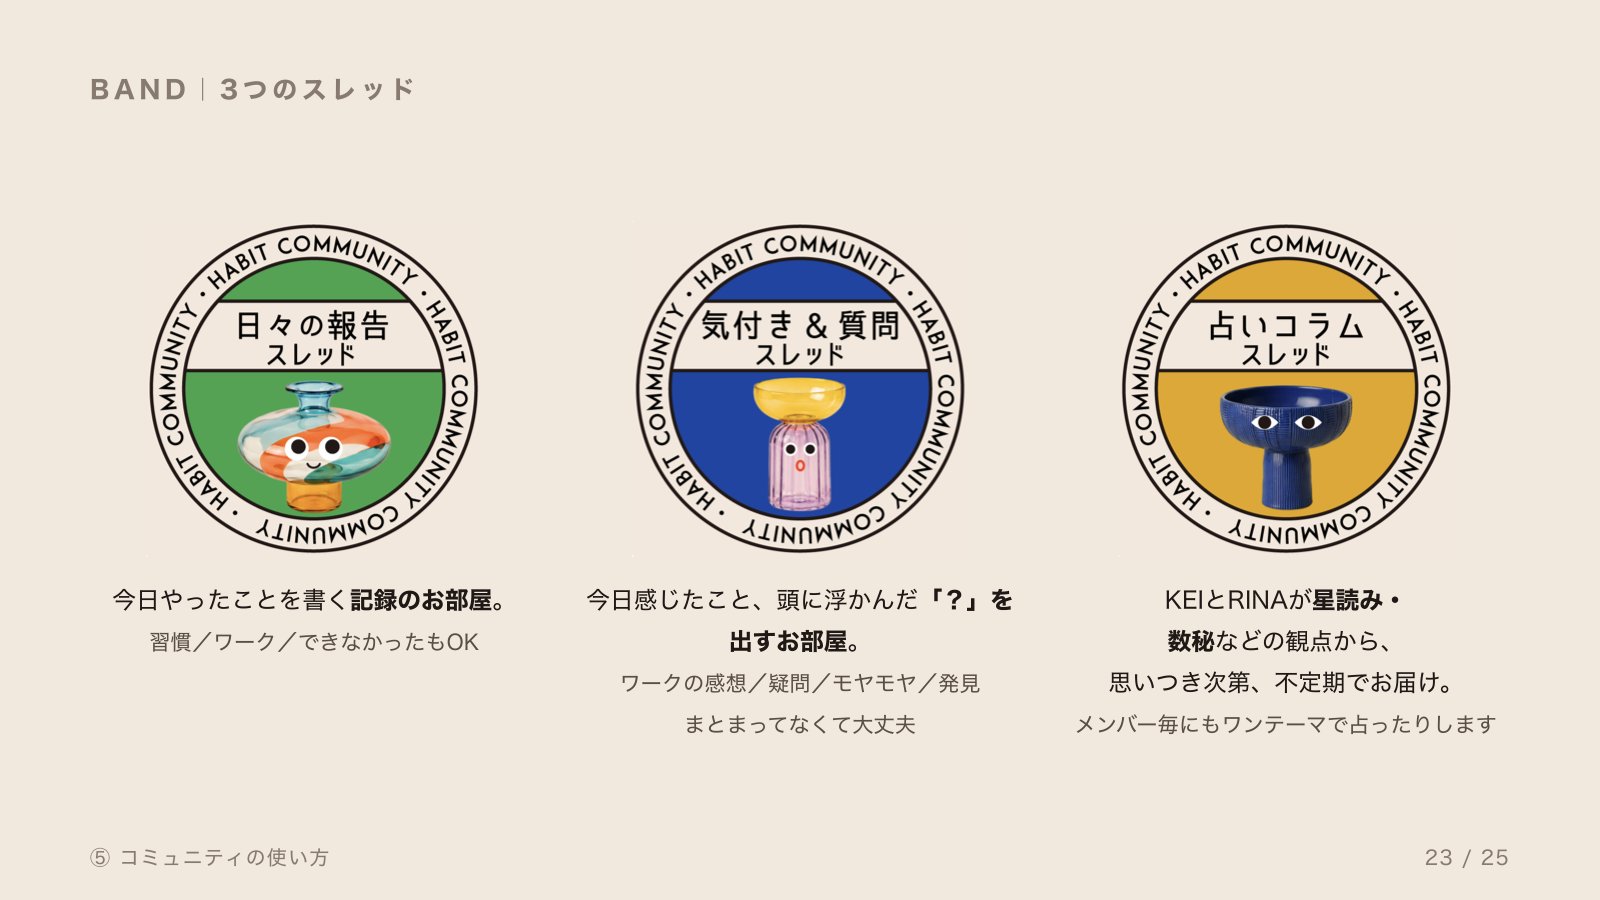 BAND｜3つのスレッド
HABIT COMMUNITY・HABIT COMMUNITY・HABIT COMMUNITY・
日々の報告
スレッド
今日やったことを書く記録のお部屋。
習慣／ワーク／できなかったもOK
HABIT COMMUNITY・HABIT COMMUNITY・HABIT COMMUNITY・
気付き＆質問
スレッド
今日感じたこと、頭に浮かんだ「？」を
出すお部屋。
ワークの感想／疑問／モヤモヤ／発見
まとまってなくて大丈夫
HABIT COMMUNITY・HABIT COMMUNITY・HABIT COMMUNITY・
占いコラム
スレッド
KEIとRINAが星読み・
数秘などの観点から、
思いつき次第、不定期でお届け。
メンバー毎にもワンテーマで占ったりします
⑤ コミュニティの使い方
23 / 25